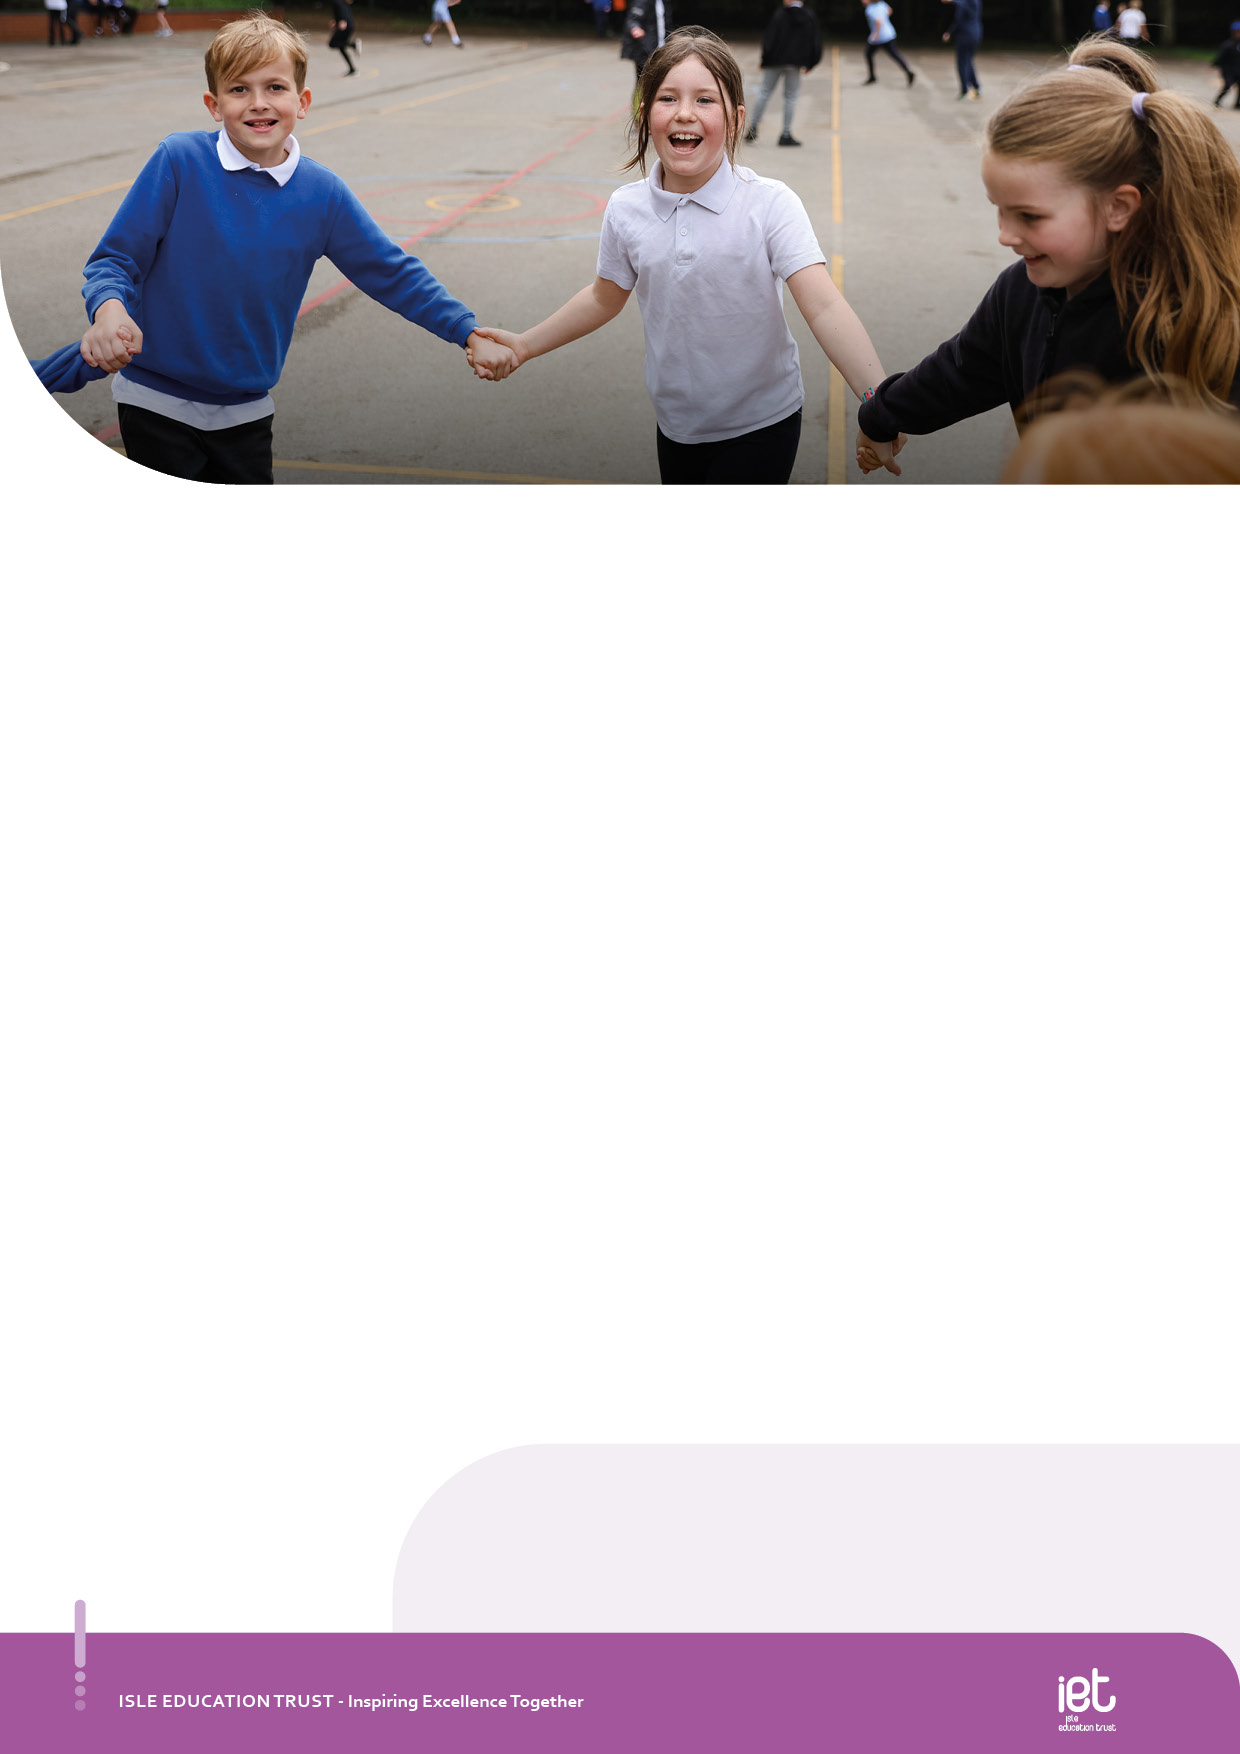 ISLE EDUCATION TRUST - Inspiring Excellence Together
iet
isle
education trust